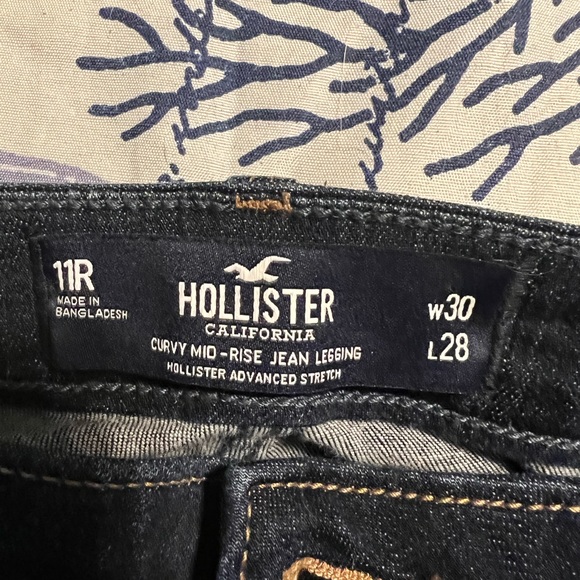 11R
MADE IN
BANGLADESH
HOLLISTER
CALIFORNIA
CURVY MID-RISE JEAN LEGGING
HOLLISTER ADVANCED STRETCH
W30
L28